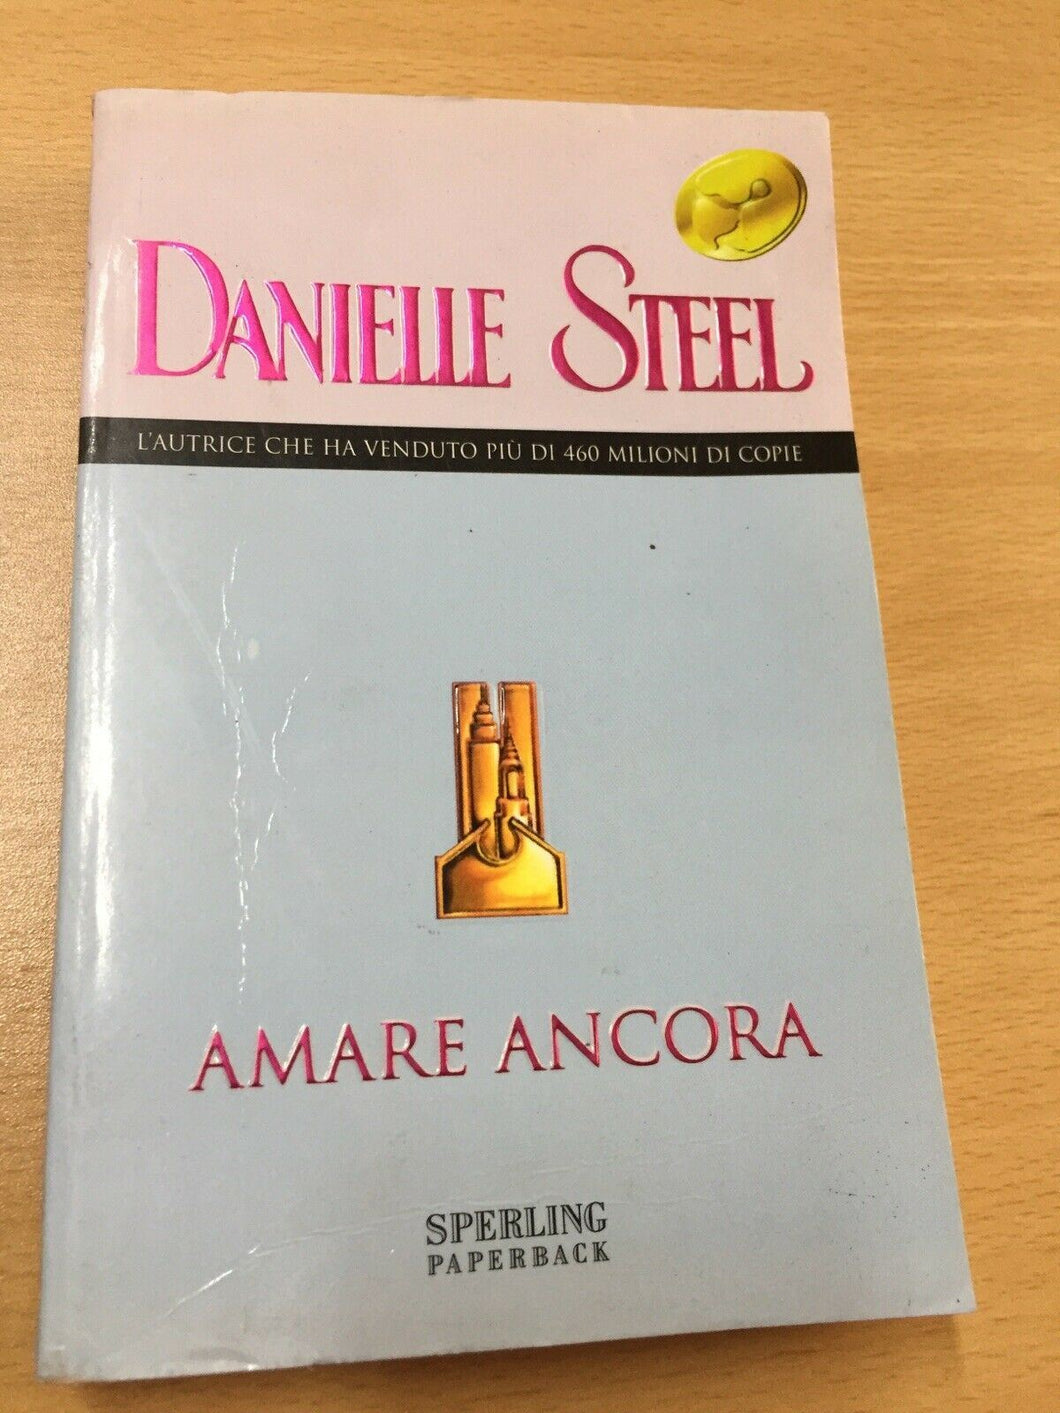 DANIELLE STEEL
L'AUTRICE CHE HA VENDUTO PIÙ DI 460 MILIONI DI COPIE
AMARE ANCORA
SPERLING
PAPERBACK